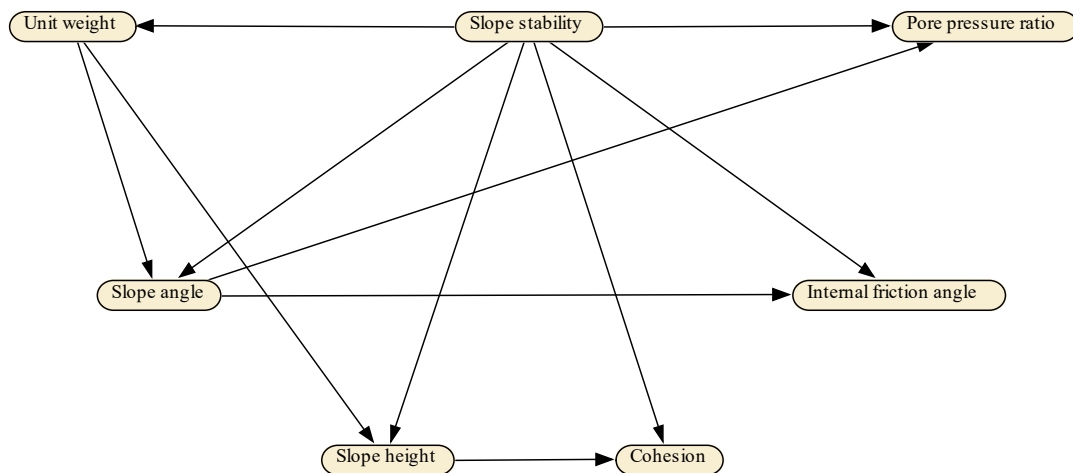 Unit weight
Slope stability
Pore pressure ratio
Slope angle
Internal friction angle
Slope height
Cohesion